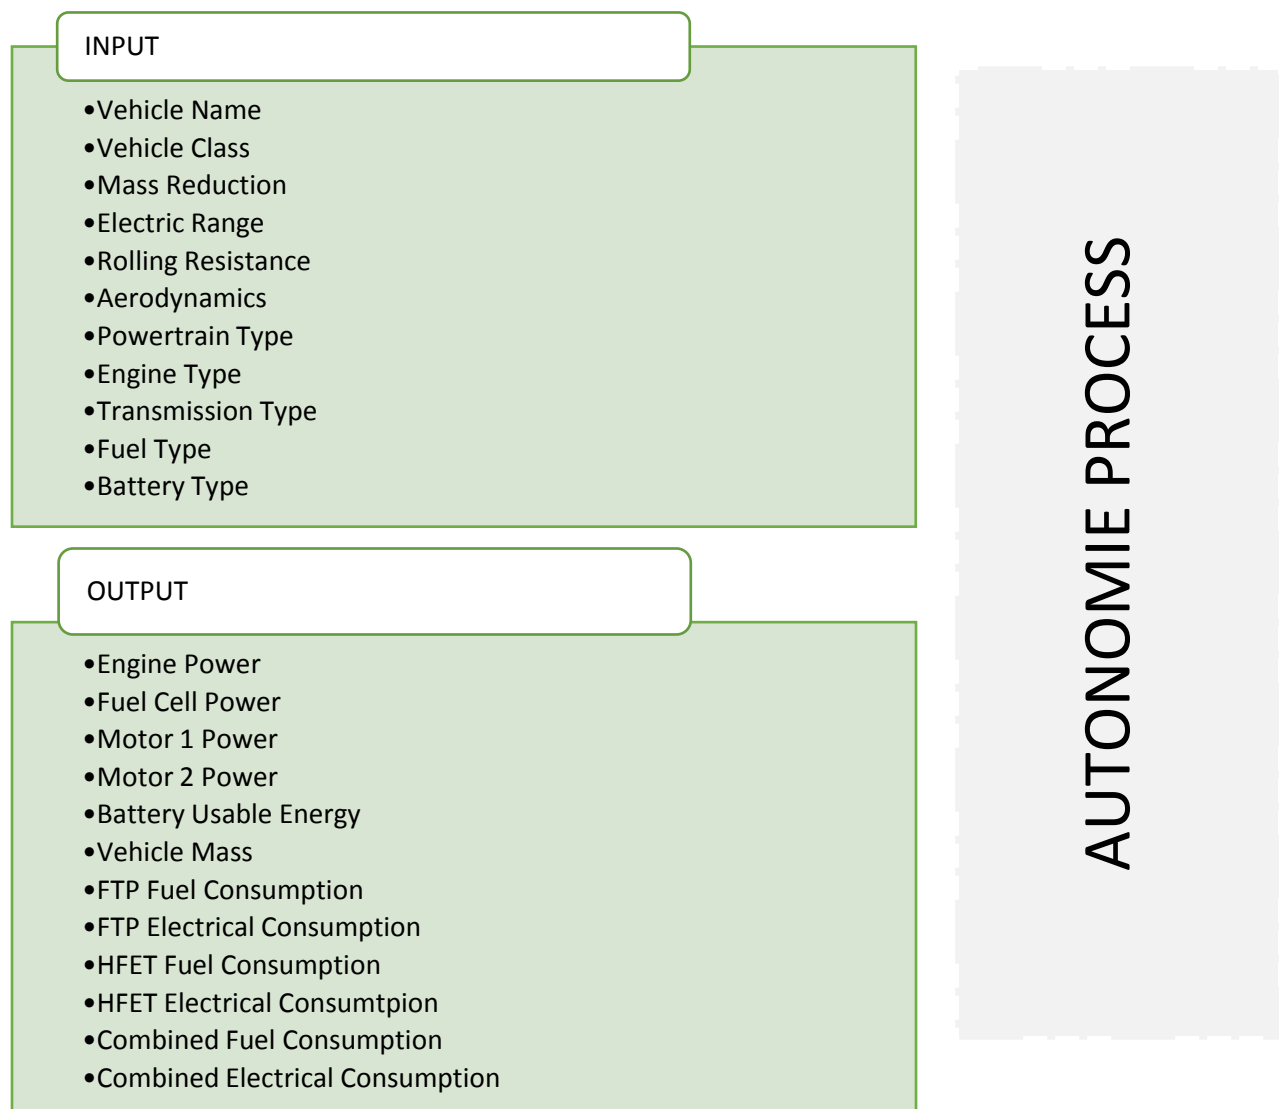 INPUT
•Vehicle Name
•Vehicle Class
•Mass Reduction
•Electric Range
•Rolling Resistance
•Aerodynamics
•Powertrain Type
•Engine Type
•Transmission Type
•Fuel Type
•Battery Type
OUTPUT
•Engine Power
•Fuel Cell Power
•Motor 1 Power
•Motor 2 Power
•Battery Usable Energy
•Vehicle Mass
•FTP Fuel Consumption
•FTP Electrical Consumption
•HFET Fuel Consumption
•HFET Electrical Consumtpion
•Combined Fuel Consumption
•Combined Electrical Consumption
AUTONOMIE PROCESS